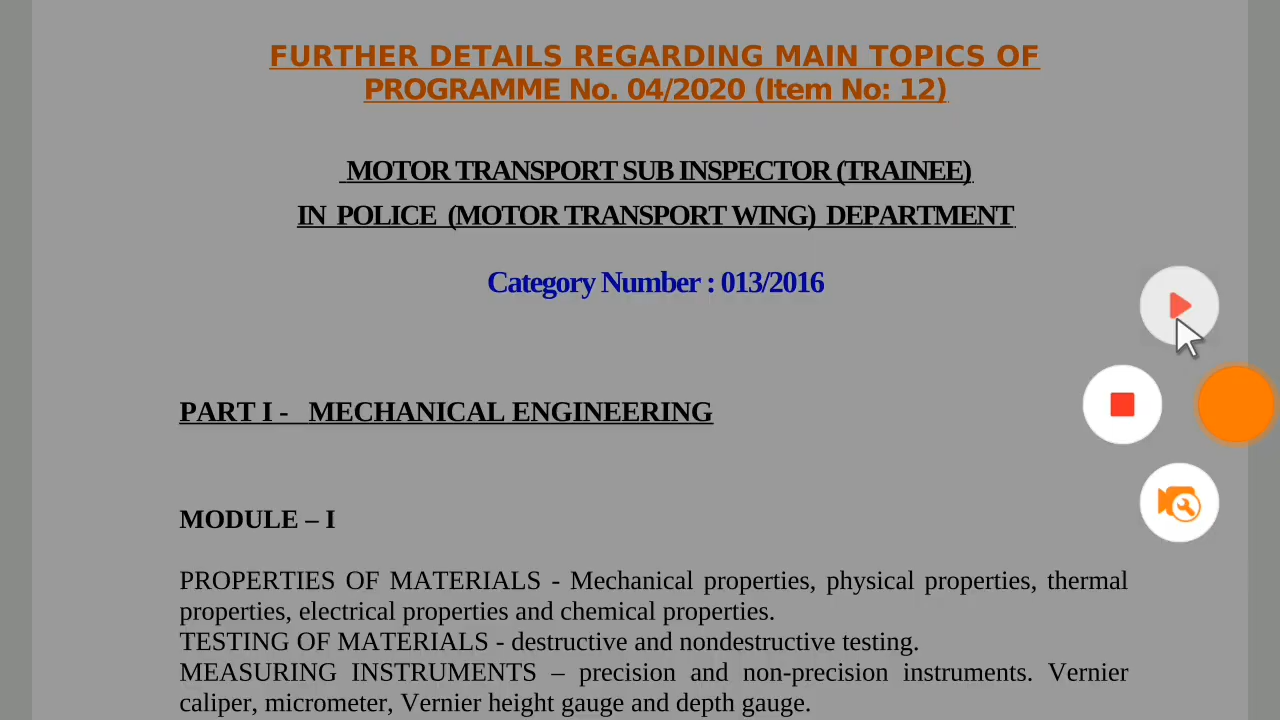 FURTHER DETAILS REGARDING MAIN TOPICS OF
PROGRAMME No. 04/2020 (Item No: 12)
MOTOR TRANSPORT SUB INSPECTOR (TRAINEE)
IN POLICE (MOTOR TRANSPORT WING) DEPARTMENT
Category Number : 013/2016
PART I - MECHANICAL ENGINEERING
MODULE – I
PROPERTIES OF MATERIALS - Mechanical properties, physical properties, thermal
properties, electrical properties and chemical properties.
TESTING OF MATERIALS - destructive and nondestructive testing.
MEASURING INSTRUMENTS – precision and non-precision instruments. Vernier
caliper, micrometer, Vernier height gauge and depth gauge.